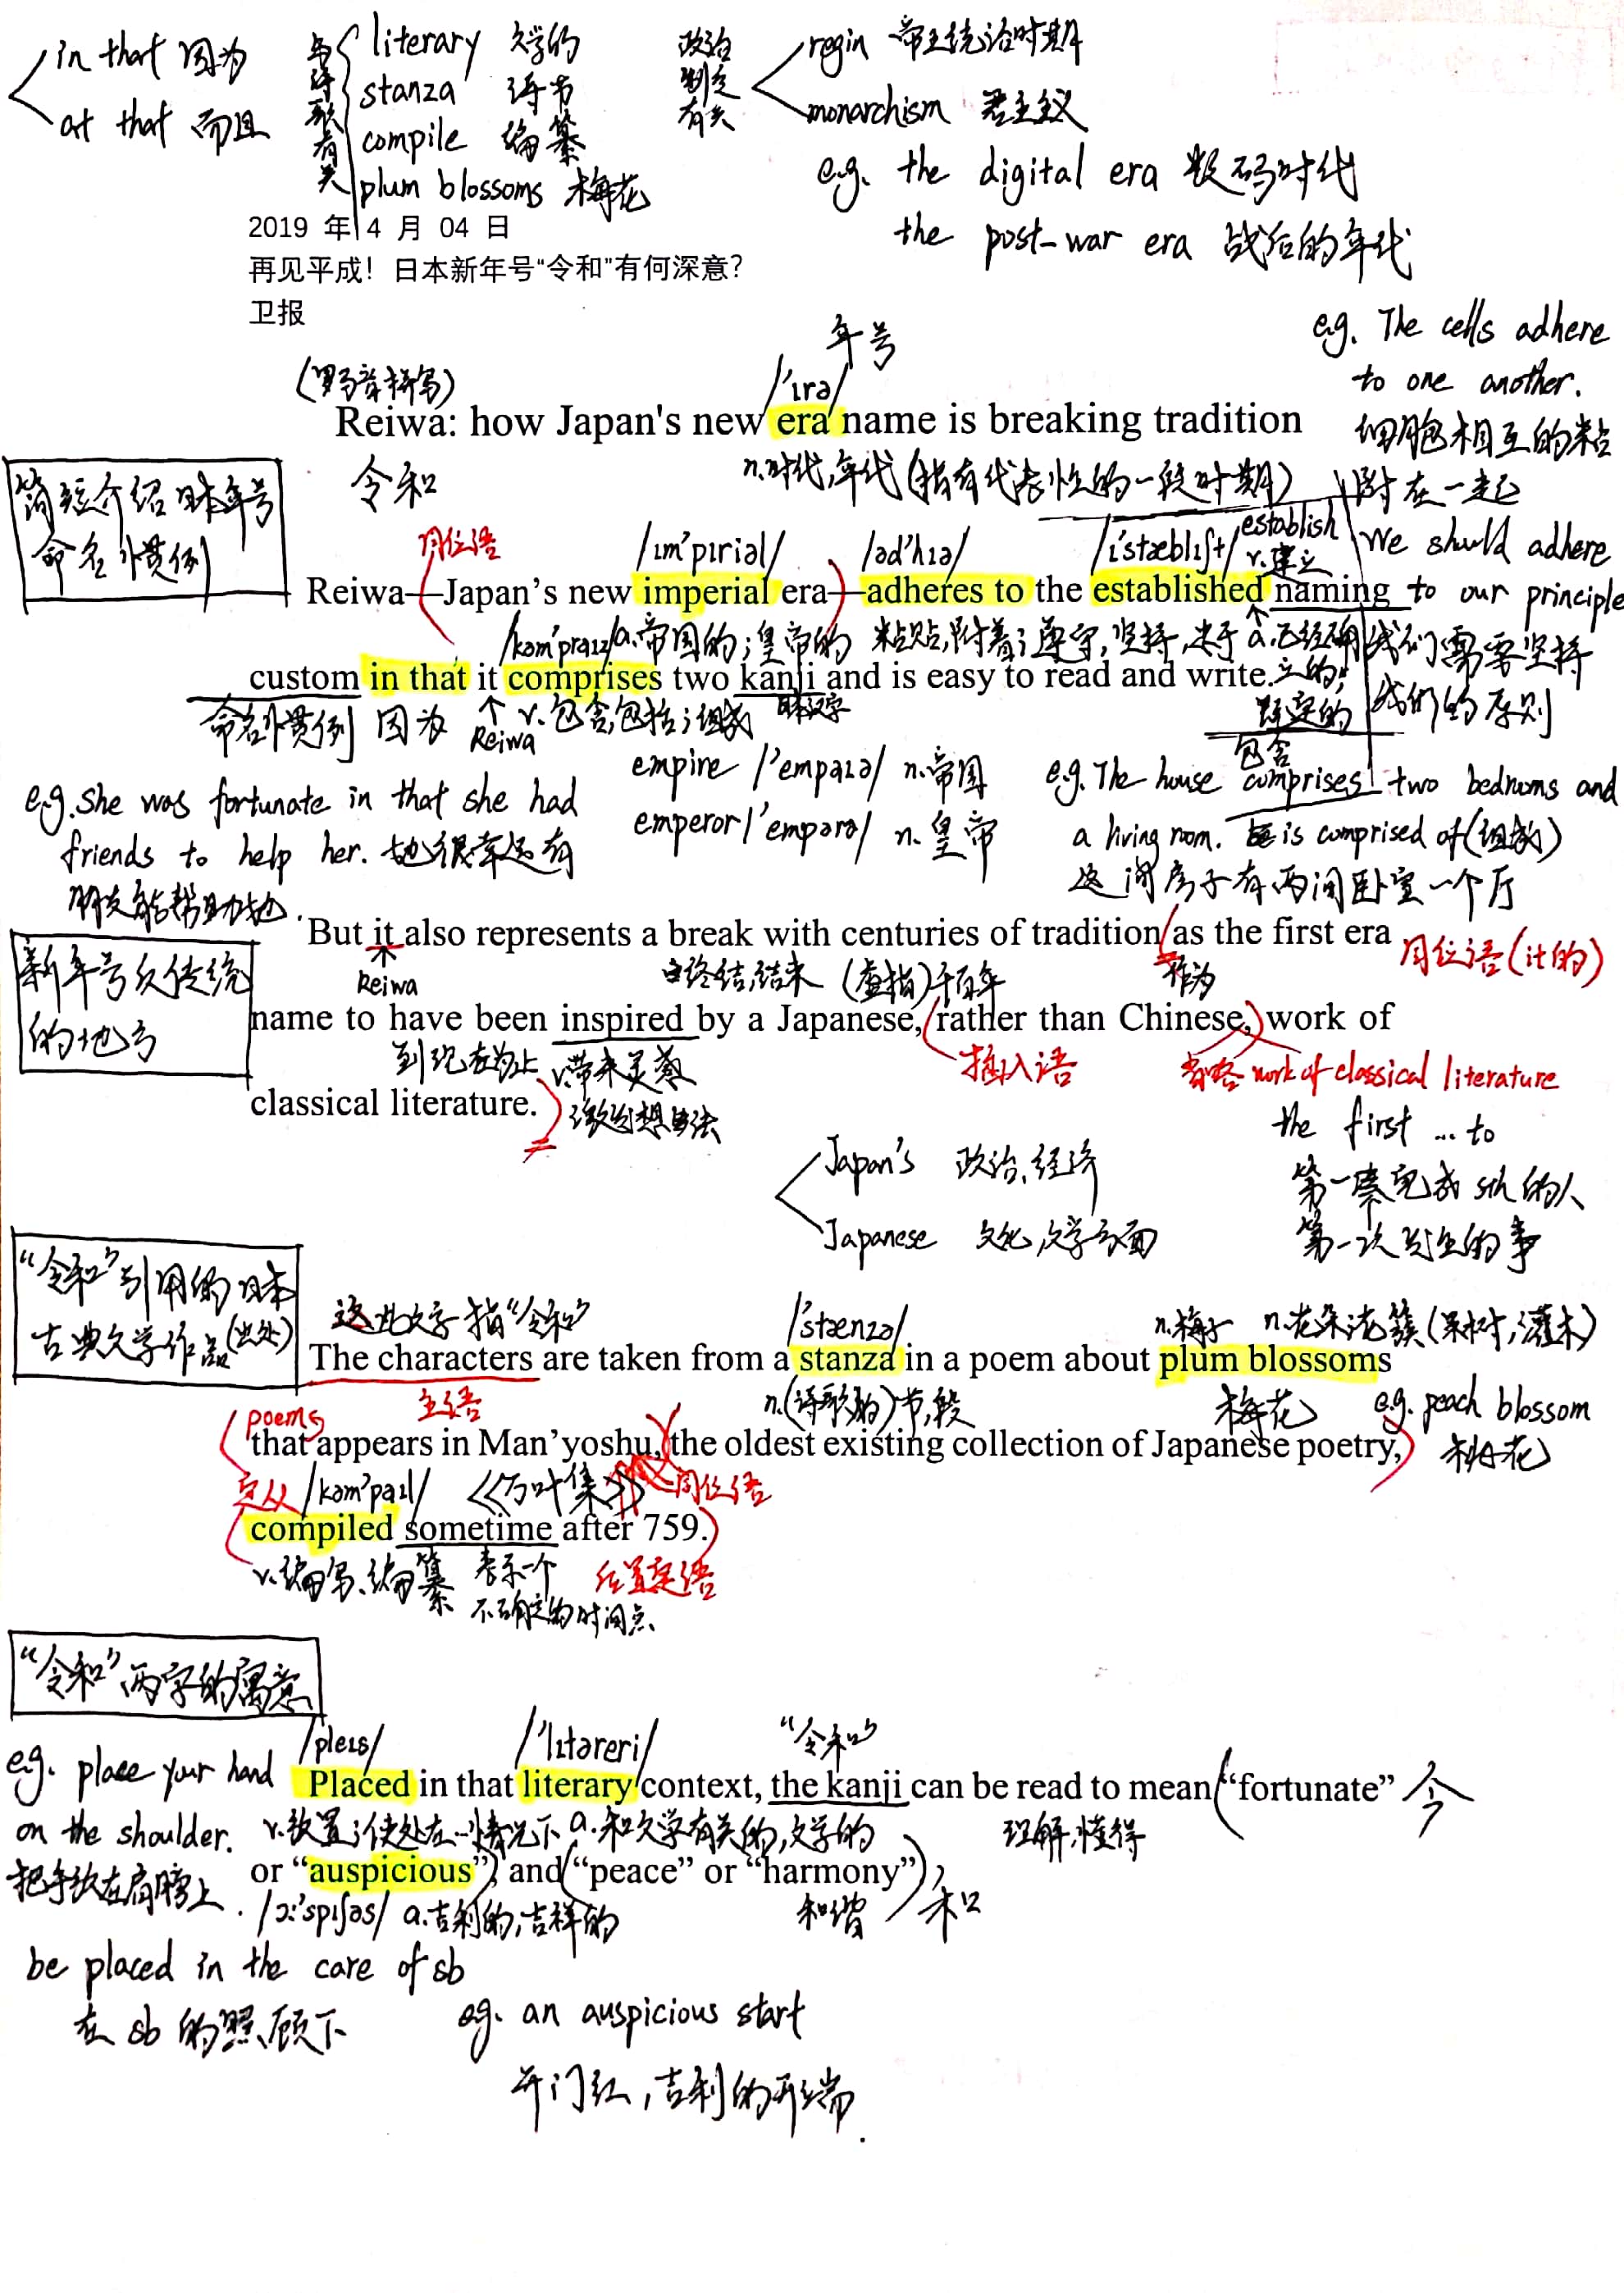 in that 因为
at that 而且
与诗歌有关
literary 文学的
stanza 诗节
compile 编纂
plum blossoms 梅花
政治制度有关
regin 帝王统治时期
monarchism 君主主义
e.g. the digital era 数码时代
the post-war era 战后的年代
2019 年 4 月 04 日
再见平成！日本新年号“令和”有何深意？
卫报
年号
(罗马音拼写)
/'ɪrə/
Reiwa: how Japan's new era name is breaking tradition
令和
n.时代,年代(指有代表性的一段时期)
e.g. The cells adhere
to one another.
细胞相互的粘
附在一起
We should adhere
to our principle
我们需要坚持
我们的原则
简短介绍日本年号
命名惯例
同位语
/ɪm'pɪriəl/
/əd'hɪə/
/ɪ'stæblɪʃt/
establish
v.建立
Reiwa—Japan’s new imperial era—adheres to the established naming
/kəm'praɪz/
a.帝国的;皇帝的
粘贴,附着;遵守,坚持,忠于
a.已经确
立的;
既定的
custom in that it comprises two kanji and is easy to read and write.
命名惯例
因为
Reiwa
v.包含,包括;组成
日本汉字
empire /'empaɪə/ n.帝国
emperor /'empərə/ n.皇帝
e.g. She was fortunate in that she had
friends to help her. 她很幸运有
朋友能帮助她.
包含
e.g. The house comprises two bedrooms and
a living room. is comprised of (组成)
这间房子有两间卧室一个厅
But it also represents a break with centuries of tradition as the first era
同位语(it的)
新年号反传统
的地方
Reiwa
终结,结束
(虚指)千百年
作为
name to have been inspired by a Japanese, rather than Chinese, work of
到现在为止
v.带来灵感
插入语
省略 work of classical literature
classical literature.
激发想法
the first ... to
第一个完成 sth 的人
第一次发生的事
Japan's 政治,经济
Japanese 文化,文学方面
“令和”引用的日本
古典文学作品(出处)
这些文字指“令和”
/'stænzə/
n.梅子
n.花朵,花簇(果树,灌木)
The characters are taken from a stanza in a poem about plum blossoms
主语
n.(诗歌的)节,段
梅花
e.g. peach blossom
桃花
poems
that appears in Man’yoshu, the oldest existing collection of Japanese poetry,
定从
/kəm'paɪl/
《万叶集》
同位语
compiled sometime after 759.
v.编写、编纂
表示一个
不确定的时间点
后置定语
“令和”两字的寓意
/pleɪs/
/'lɪtəreri/
“令和”
e.g. place your hand
on the shoulder.
把手放在肩膀上.
Placed in that literary context, the kanji can be read to mean “fortunate”
令
v.放置;使处在...情况下
a.和文学有关的,文学的
理解,懂得
or “auspicious”, and “peace” or “harmony”,
/ɔː'spɪʃəs/ a.吉利的,吉祥的
和谐
和
be placed in the care of sb
在 sb 的照顾下
eg. an auspicious start
开门红,吉利的开端.